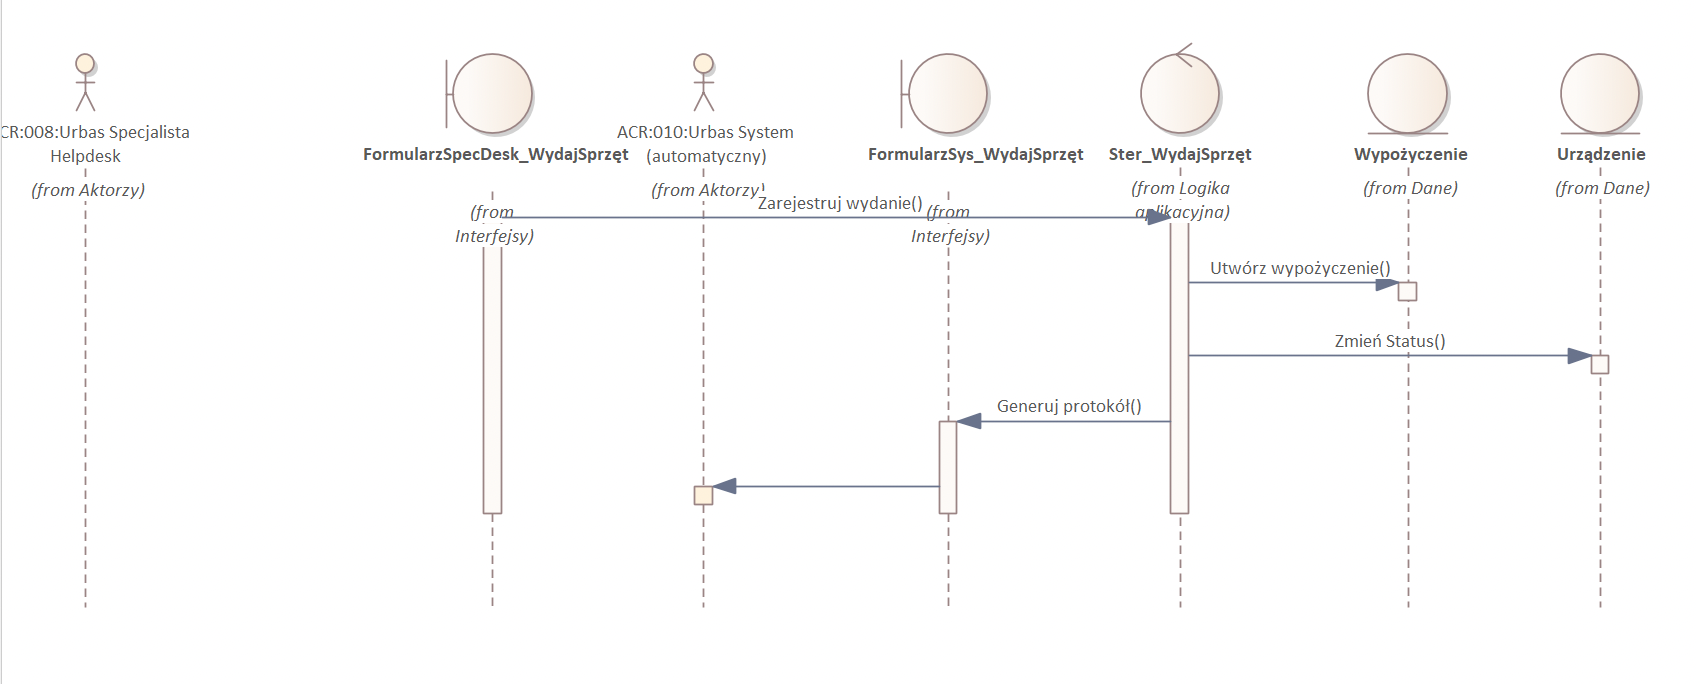 CR:008:Urbas Specjalista
Helpdesk
(from Aktorzy)
FormularzSpecDesk_WydajSprzęt
(from
Interfejsy)
ACR:010:Urbas System
(automatyczny)
(from Aktorzy)
FormularzSys_WydajSprzęt
(from
Interfejsy)
Ster_WydajSprzęt
(from Logika
aplikacyjna)
Wypożyczenie
(from Dane)
Urządzenie
(from Dane)
Zarejestruj wydanie()
Utwórz wypożyczenie()
Zmień Status()
Generuj protokół()